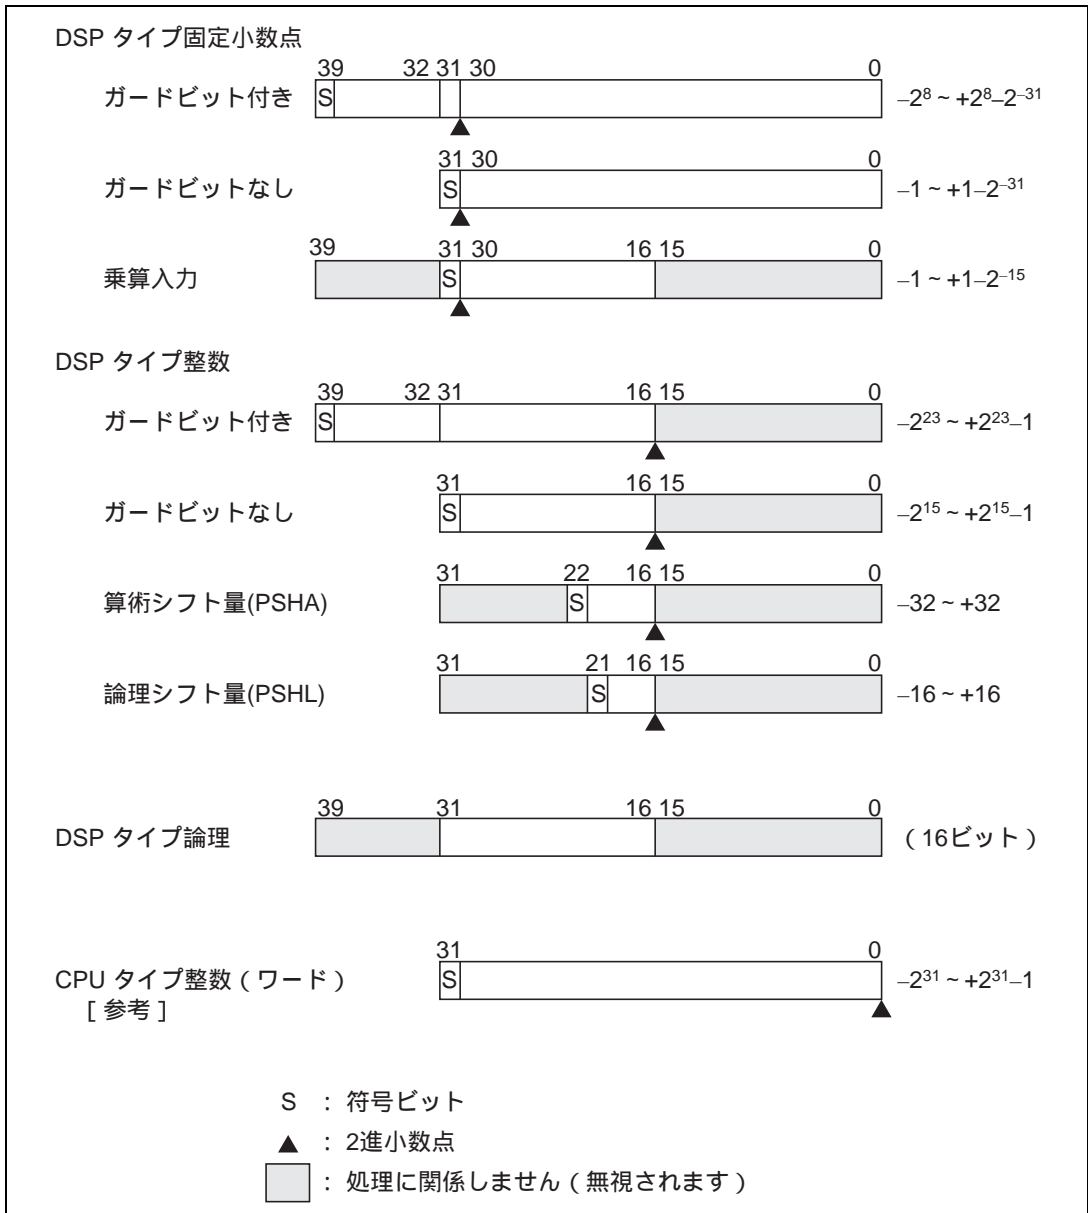 DSP タイプ固定小数点
39 32 31 30 0
ガードビット付き S –2⁸ ~ +2⁸–2⁻³¹
31 30 0
ガードビットなし S –1 ~ +1–2⁻³¹
39 31 30 16 15 0
乗算入力 S –1 ~ +1–2⁻¹⁵
DSP タイプ整数
39 32 31 16 15 0
ガードビット付き S –2²³ ~ +2²³–1
31 16 15 0
ガードビットなし S –2¹⁵ ~ +2¹⁵–1
31 22 16 15 0
算術シフト量(PSHA) S –32 ~ +32
31 21 16 15 0
論理シフト量(PSHL) S –16 ~ +16
39 31 16 15 0
DSP タイプ論理 (16ビット)
31 0
CPU タイプ整数(ワード) S –2³¹ ~ +2³¹–1
[参考]
S : 符号ビット
▲ : 2進小数点
: 処理に関係しません(無視されます)